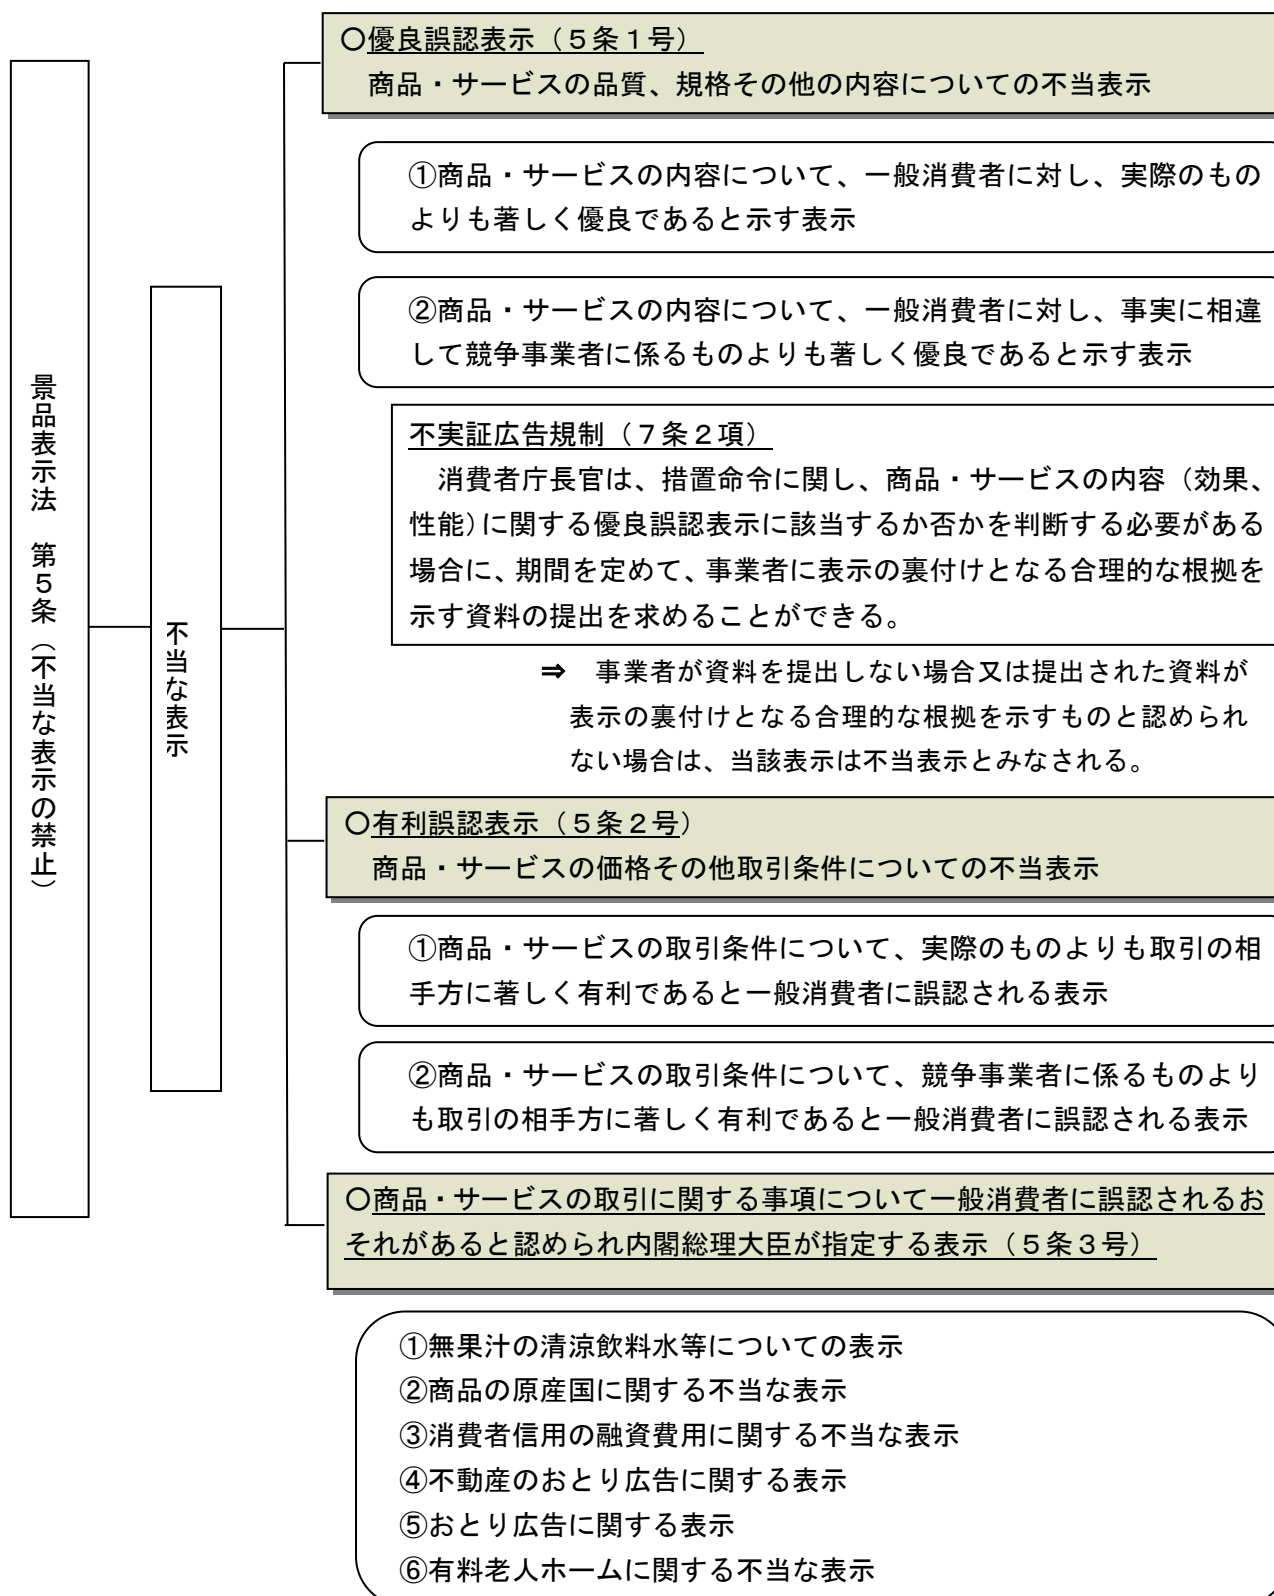 景品表示法　第５条（不当な表示の禁止）
不当な表示
〇優良誤認表示（５条１号）
商品・サービスの品質、規格その他の内容についての不当表示
①商品・サービスの内容について、一般消費者に対し、実際のもの
よりも著しく優良であると示す表示
②商品・サービスの内容について、一般消費者に対し、事実に相違
して競争事業者に係るものよりも著しく優良であると示す表示
不実証広告規制（７条２項）
消費者庁長官は、措置命令に関し、商品・サービスの内容（効果、
性能）に関する優良誤認表示に該当するか否かを判断する必要がある
場合に、期間を定めて、事業者に表示の裏付けとなる合理的な根拠を
示す資料の提出を求めることができる。
⇒　事業者が資料を提出しない場合又は提出された資料が
表示の裏付けとなる合理的な根拠を示すものと認められ
ない場合は、当該表示は不当表示とみなされる。
〇有利誤認表示（５条２号）
商品・サービスの価格その他取引条件についての不当表示
①商品・サービスの取引条件について、実際のものよりも取引の相
手方に著しく有利であると一般消費者に誤認される表示
②商品・サービスの取引条件について、競争事業者に係るものより
も取引の相手方に著しく有利であると一般消費者に誤認される表示
〇商品・サービスの取引に関する事項について一般消費者に誤認されるお
それがあると認められ内閣総理大臣が指定する表示（５条３号）
①無果汁の清涼飲料水等についての表示
②商品の原産国に関する不当な表示
③消費者信用の融資費用に関する不当な表示
④不動産のおとり広告に関する表示
⑤おとり広告に関する表示
⑥有料老人ホームに関する不当な表示